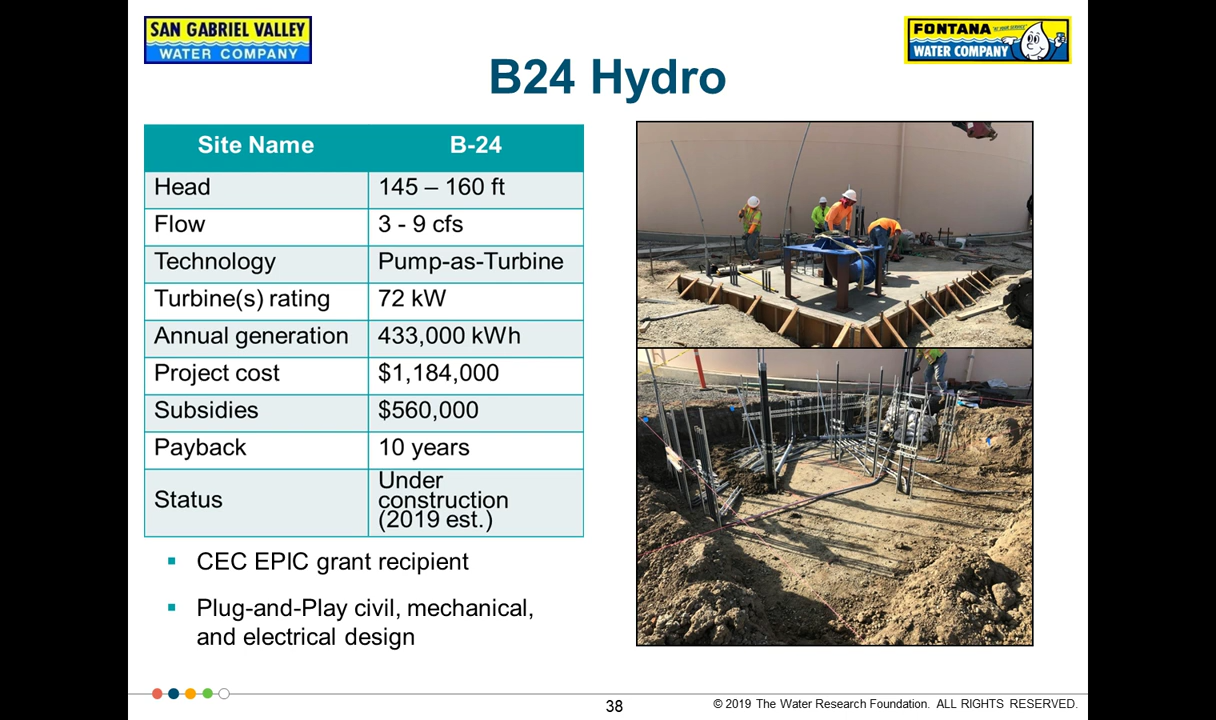 SAN GABRIEL VALLEY
WATER COMPANY
FONTANA
WATER COMPANY
B24 Hydro
Site Name B-24
Head 145 – 160 ft
Flow 3 - 9 cfs
Technology Pump-as-Turbine
Turbine(s) rating 72 kW
Annual generation 433,000 kWh
Project cost $1,184,000
Subsidies $560,000
Payback 10 years
Status Under
construction
(2019 est.)
▪ CEC EPIC grant recipient
▪ Plug-and-Play civil, mechanical,
and electrical design
38
© 2019 The Water Research Foundation. ALL RIGHTS RESERVED.